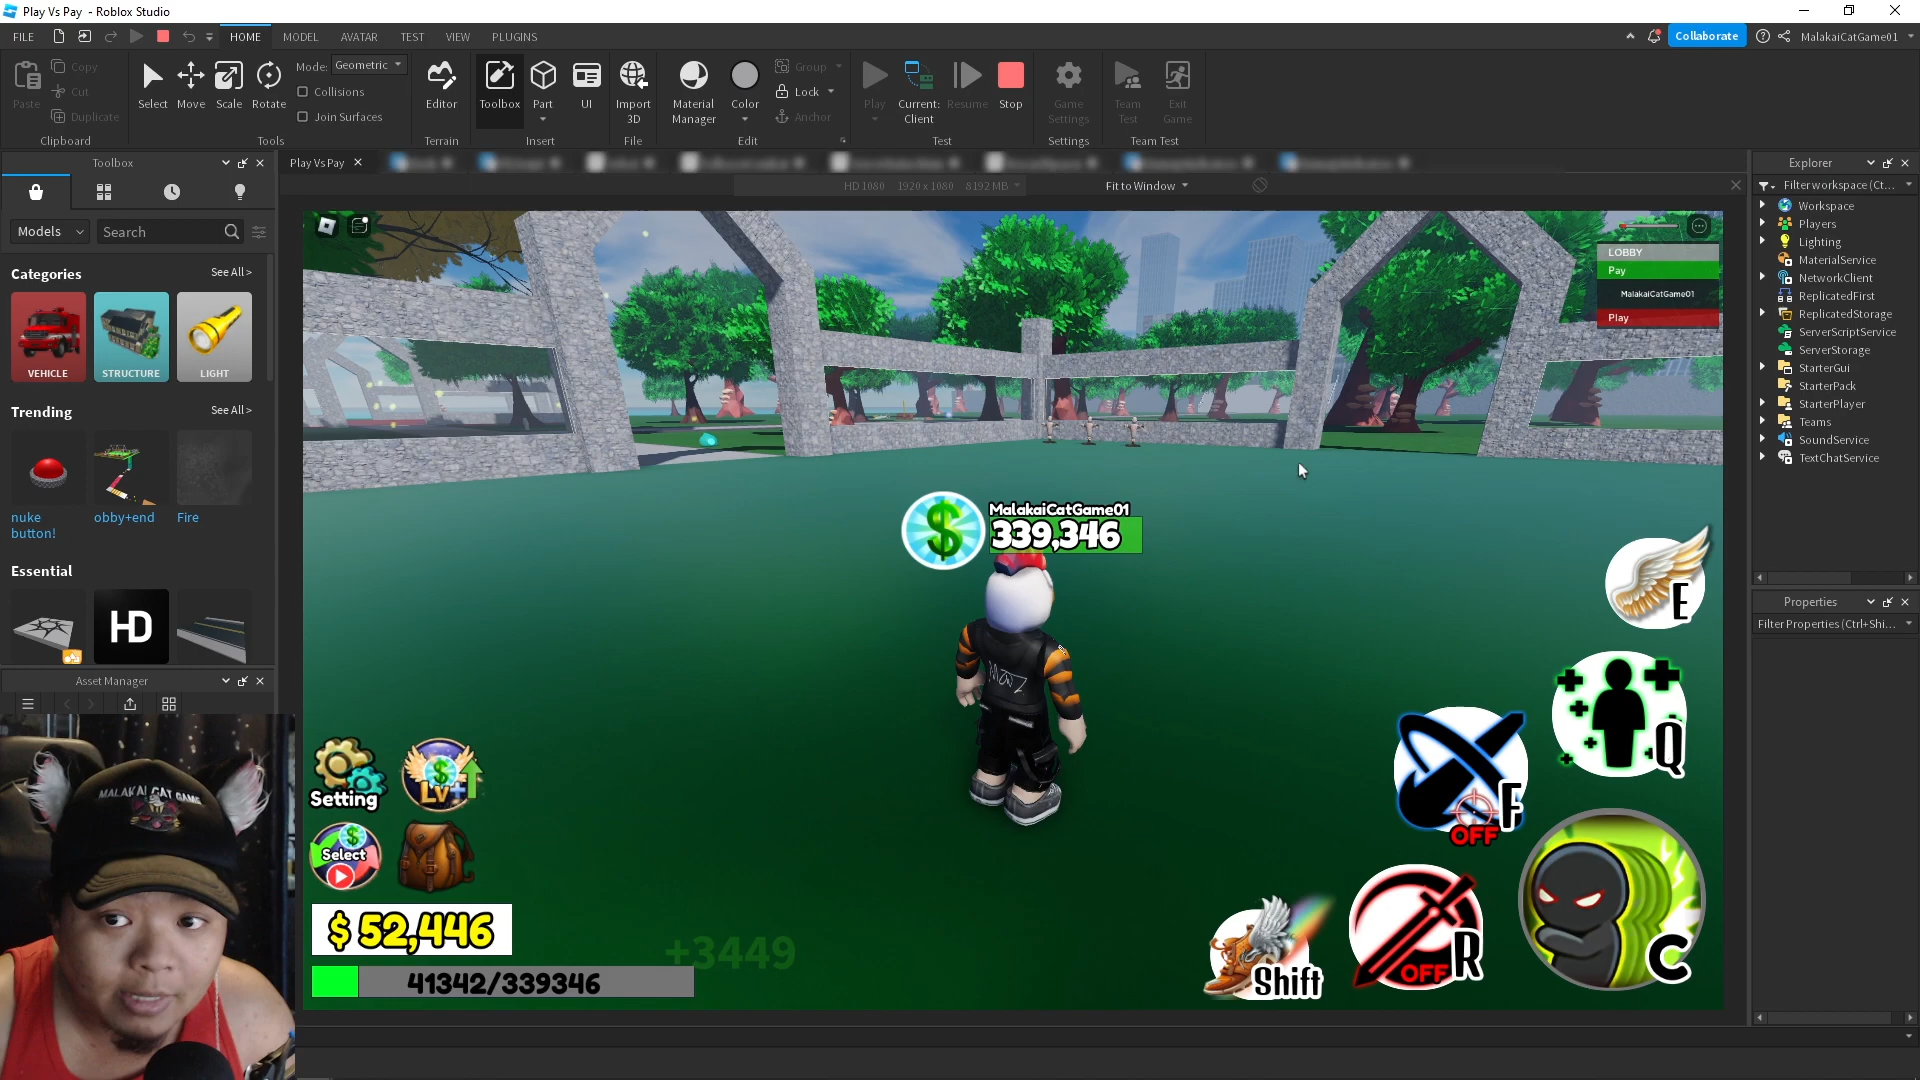 Play Vs Pay - Roblox Studio
FILE
HOME
MODEL
AVATAR
TEST
VIEW
PLUGINS
Collaborate
MalakaiCatGame01
Paste
Copy
Cut
Duplicate
Clipboard
Select
Move
Scale
Rotate
Mode: Geometric
Collisions
Join Surfaces
Tools
Editor
Terrain
Toolbox
Part
UI
Insert
Import 3D
File
Material Manager
Color
Group
Lock
Anchor
Edit
Play
Current: Client
Resume
Stop
Test
Game Settings
Settings
Team Test
Exit Game
Team Test
Toolbox
Play Vs Pay
HD 1080 1920 x 1080 8192 MB
Fit to Window
Models
Search
Categories
See All >
VEHICLE
STRUCTURE
LIGHT
Trending
See All >
nuke button!
obby+end
Fire
Essential
HD
Asset Manager
MALAKAI CAT GAME
LOBBY
Pay
MalakaiCatGame01
Play
MalakaiCatGame01
339,346
Setting
Lv
Select
$ 52,446
+3449
41342/339346
E
Q
F
OFF
R
OFF
C
Shift
Explorer
Filter workspace (Ct...
Workspace
Players
Lighting
MaterialService
NetworkClient
ReplicatedFirst
ReplicatedStorage
ServerScriptService
ServerStorage
StarterGui
StarterPack
StarterPlayer
Teams
SoundService
TextChatService
Properties
Filter Properties (Ctrl+Shi...